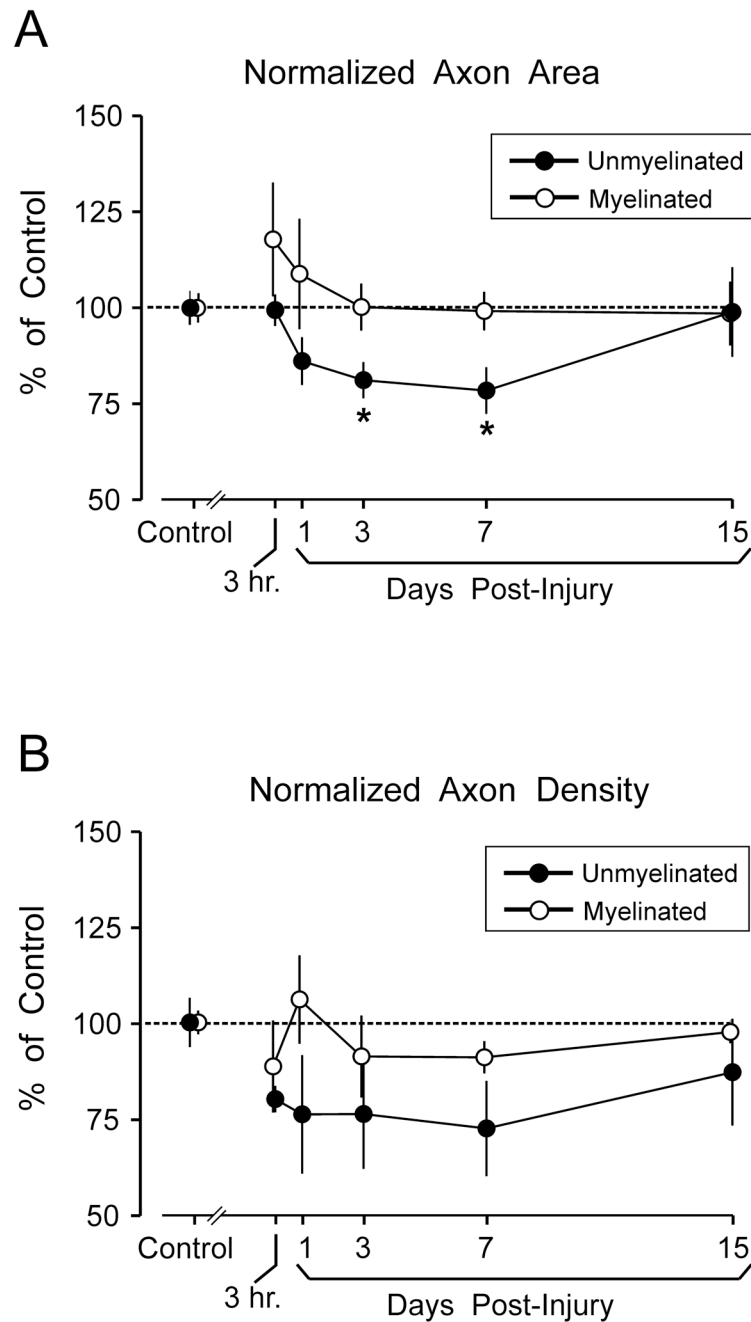 A
Normalized Axon Area
150
Unmyelinated
125
Myelinated
100
75
*
*
50
% of Control
Control
1
3
7
15
3 hr.
Days Post-Injury
B
Normalized Axon Density
150
Unmyelinated
125
Myelinated
100
75
50
% of Control
Control
1
3
7
15
3 hr.
Days Post-Injury